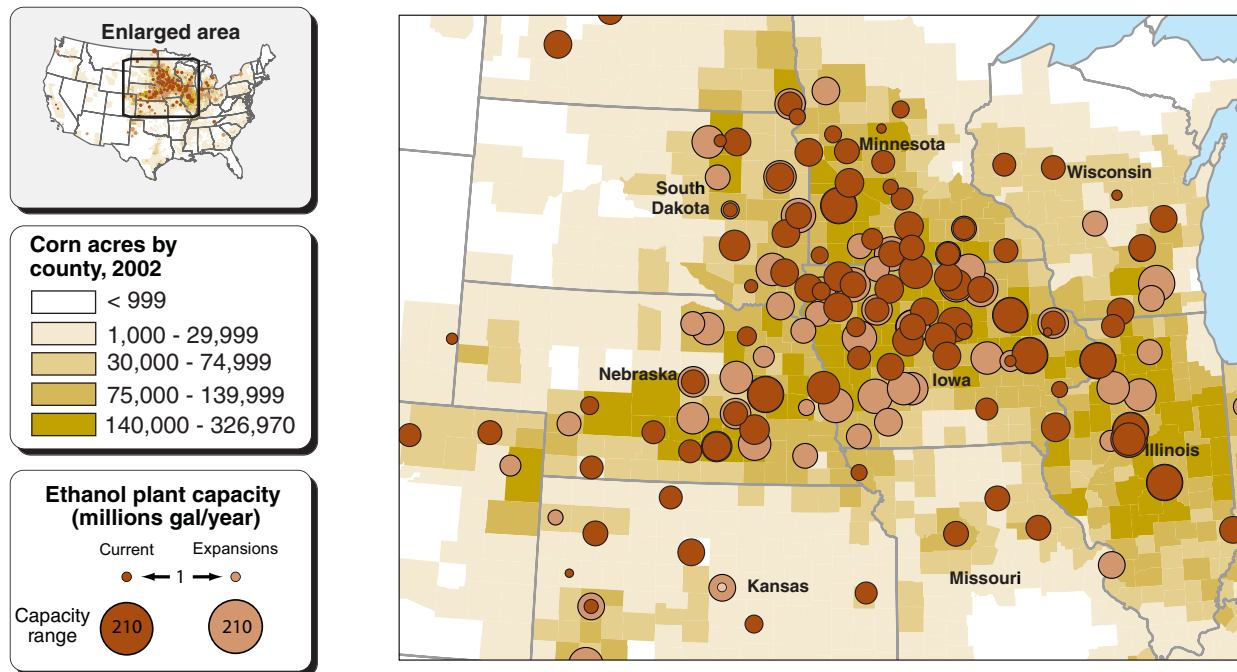 Enlarged area
Corn acres by
county, 2002
< 999
1,000 - 29,999
30,000 - 74,999
75,000 - 139,999
140,000 - 326,970
Ethanol plant capacity
(millions gal/year)
Current
Expansions
1
Capacity
range
210
210
Minnesota
Wisconsin
South
Dakota
Nebraska
Iowa
Illinois
Kansas
Missouri